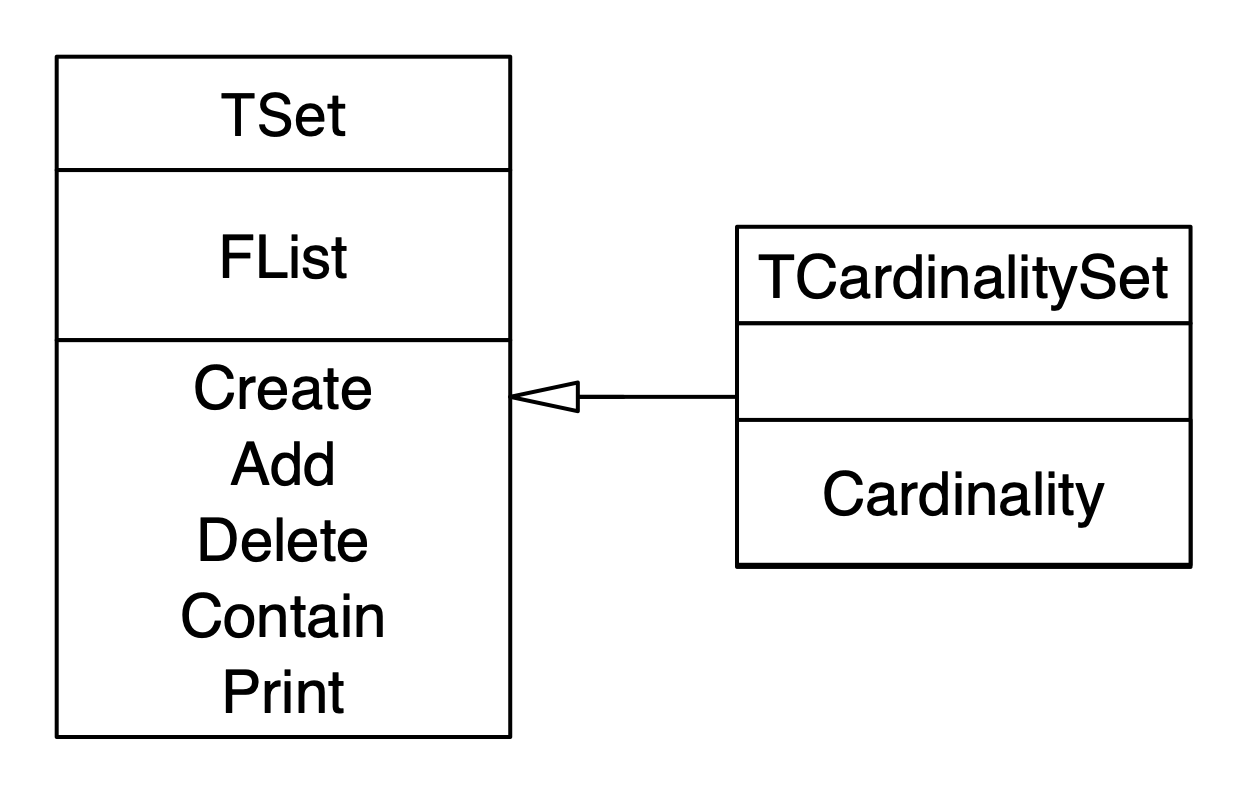 TSet
FList
Create
Add
Delete
Contain
Print
TCardinalitySet
Cardinality